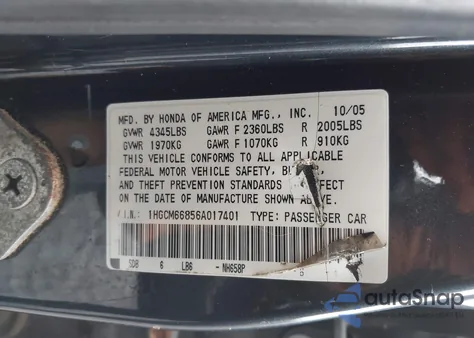 MFD. BY HONDA OF AMERICA MFG., INC. 10/05
GVWR 4345LBS GAWR F 2360LBS R 2005LBS
GVWR 1970KG GAWR F 1070KG R 910KG
THIS VEHICLE CONFORMS TO ALL APPLICABLE
FEDERAL MOTOR VEHICLE SAFETY, BU
AND THEFT PREVENTION STANDARDS FFECT
ON THE DATE OF MANUFACTURE SHOWN ABOVE.
V.I.N.: 1HGCM66856A017401 TYPE: PASSENGER CAR
SDB 6 LB6 -NH658P
autoSnap